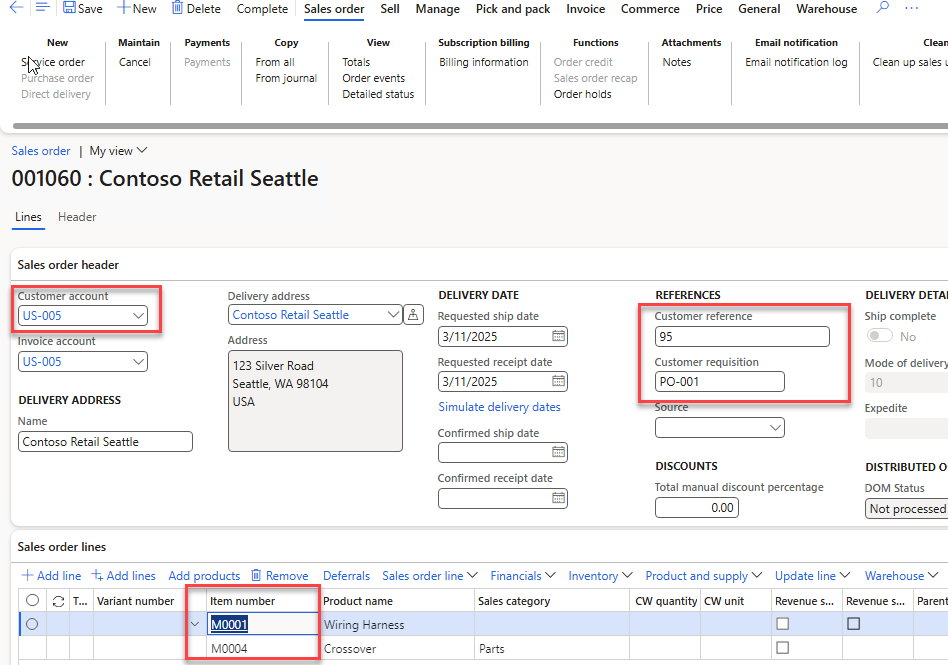 Save New Delete Complete Sales order Sell Manage Pick and pack Invoice Commerce Price General Warehouse
New Maintain Payments Copy View Subscription billing Functions Attachments Email notification Clean
Service order Cancel Payments From all Totals Billing information Order credit Notes Email notification log Clean up sales u
Purchase order From journal Order events Sales order recap
Direct delivery Detailed status Order holds
Sales order | My view
001060 : Contoso Retail Seattle
Lines Header
Sales order header
Customer account
US-005
Invoice account
US-005
DELIVERY ADDRESS
Name
Contoso Retail Seattle
Delivery address
Contoso Retail Seattle
Address
123 Silver Road
Seattle, WA 98104
USA
DELIVERY DATE
Requested ship date
3/11/2025
Requested receipt date
3/11/2025
Simulate delivery dates
Confirmed ship date
Confirmed receipt date
REFERENCES
Customer reference
95
Customer requisition
PO-001
Source
DISCOUNTS
Total manual discount percentage
0.00
DELIVERY DETAI
Ship complete
No
Mode of delivery
10
Expedite
DISTRIBUTED O
DOM Status
Not processed
Sales order lines
Add line Add lines Add products Remove Deferrals Sales order line Financials Inventory Product and supply Update line Warehouse
T... Variant number Item number Product name Sales category CW quantity CW unit Revenue s... Revenue s... Parent
M0001 Wiring Harness
M0004 Crossover Parts